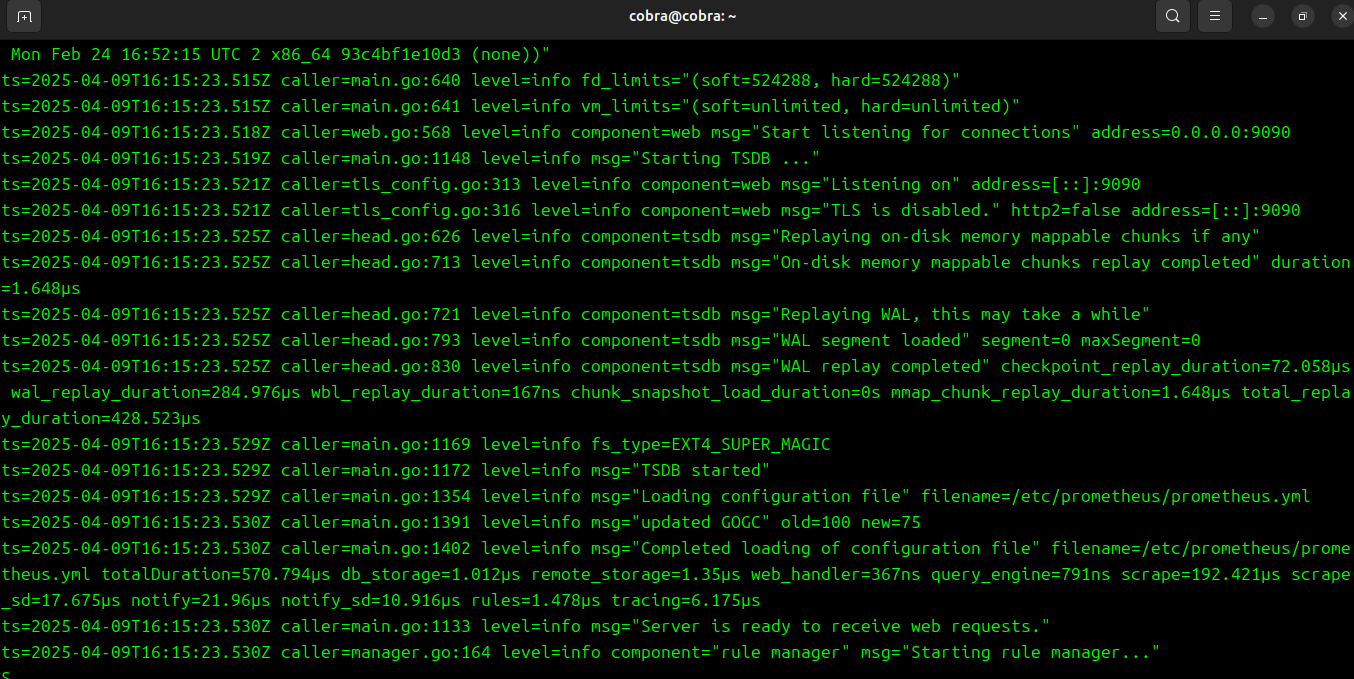 cobra@cobra: ~
Mon Feb 24 16:52:15 UTC 2 x86_64 93c4bf1e10d3 (none))"
ts=2025-04-09T16:15:23.515Z caller=main.go:640 level=info fd_limits="(soft=524288, hard=524288)"
ts=2025-04-09T16:15:23.515Z caller=main.go:641 level=info vm_limits="(soft=unlimited, hard=unlimited)"
ts=2025-04-09T16:15:23.518Z caller=web.go:568 level=info component=web msg="Start listening for connections" address=0.0.0.0:9090
ts=2025-04-09T16:15:23.519Z caller=main.go:1148 level=info msg="Starting TSDB ..."
ts=2025-04-09T16:15:23.521Z caller=tls_config.go:313 level=info component=web msg="Listening on" address=[::]:9090
ts=2025-04-09T16:15:23.521Z caller=tls_config.go:316 level=info component=web msg="TLS is disabled." http2=false address=[::]:9090
ts=2025-04-09T16:15:23.525Z caller=head.go:626 level=info component=tsdb msg="Replaying on-disk memory mappable chunks if any"
ts=2025-04-09T16:15:23.525Z caller=head.go:713 level=info component=tsdb msg="On-disk memory mappable chunks replay completed" duration
=1.648µs
ts=2025-04-09T16:15:23.525Z caller=head.go:721 level=info component=tsdb msg="Replaying WAL, this may take a while"
ts=2025-04-09T16:15:23.525Z caller=head.go:793 level=info component=tsdb msg="WAL segment loaded" segment=0 maxSegment=0
ts=2025-04-09T16:15:23.525Z caller=head.go:830 level=info component=tsdb msg="WAL replay completed" checkpoint_replay_duration=72.058µs
wal_replay_duration=284.976µs wbl_replay_duration=167ns chunk_snapshot_load_duration=0s mmap_chunk_replay_duration=1.648µs total_repla
y_duration=428.523µs
ts=2025-04-09T16:15:23.529Z caller=main.go:1169 level=info fs_type=EXT4_SUPER_MAGIC
ts=2025-04-09T16:15:23.529Z caller=main.go:1172 level=info msg="TSDB started"
ts=2025-04-09T16:15:23.529Z caller=main.go:1354 level=info msg="Loading configuration file" filename=/etc/prometheus/prometheus.yml
ts=2025-04-09T16:15:23.530Z caller=main.go:1391 level=info msg="updated GOGC" old=100 new=75
ts=2025-04-09T16:15:23.530Z caller=main.go:1402 level=info msg="Completed loading of configuration file" filename=/etc/prometheus/prome
theus.yml totalDuration=570.794µs db_storage=1.012µs remote_storage=1.35µs web_handler=367ns query_engine=791ns scrape=192.421µs scrape
_sd=17.675µs notify=21.96µs notify_sd=10.916µs rules=1.478µs tracing=6.175µs
ts=2025-04-09T16:15:23.530Z caller=main.go:1133 level=info msg="Server is ready to receive web requests."
ts=2025-04-09T16:15:23.530Z caller=manager.go:164 level=info component="rule manager" msg="Starting rule manager..."